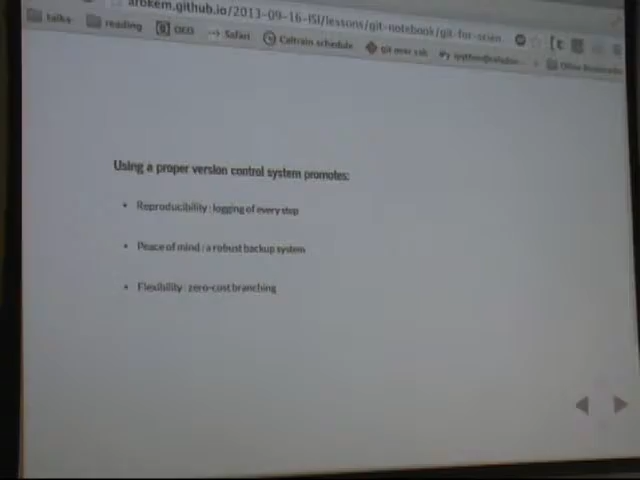 arokem.github.io/2013-09-16-ISI/lessons/git-notebook/git-for-scien
talks reading OED Safari Caltrain schedule git over ssh Other Bookmarks
Using a proper version control system promotes:
• Reproducibility : logging of every step
• Peace of mind : a robust backup system
• Flexibility : zero-cost branching